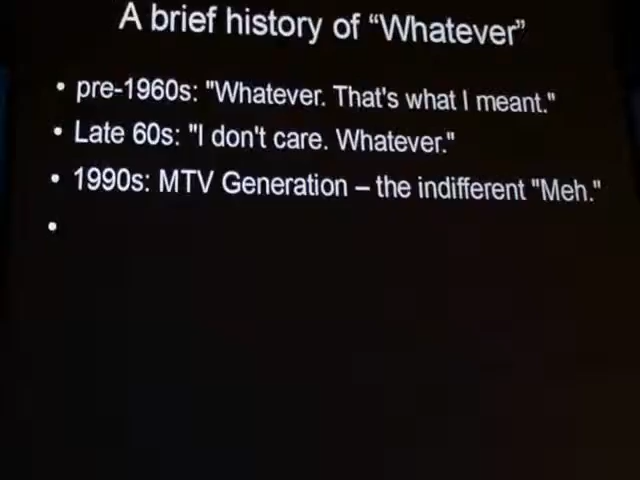 A brief history of “Whatever”
• pre-1960s: "Whatever. That's what I meant."
• Late 60s: "I don't care. Whatever."
• 1990s: MTV Generation – the indifferent "Meh."
•